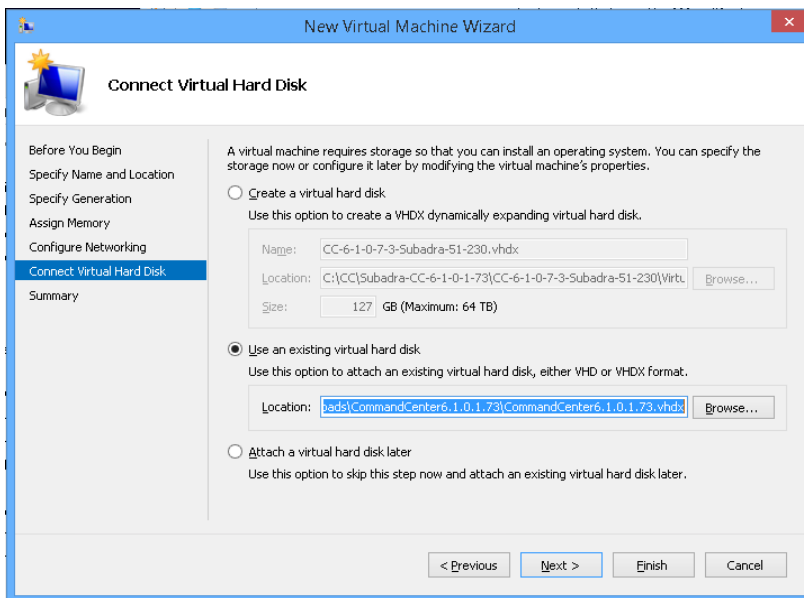 New Virtual Machine Wizard
Connect Virtual Hard Disk
Before You Begin
Specify Name and Location
Specify Generation
Assign Memory
Configure Networking
Connect Virtual Hard Disk
Summary
A virtual machine requires storage so that you can install an operating system. You can specify the
storage now or configure it later by modifying the virtual machine's properties.
Create a virtual hard disk
Use this option to create a VHDX dynamically expanding virtual hard disk.
Name: CC-6-1-0-7-3-Subadra-51-230.vhdx
Location: C:\CC\Subadra-CC-6-1-0-1-73\CC-6-1-0-7-3-Subadra-51-230\Virtu Browse...
Size: 127 GB (Maximum: 64 TB)
Use an existing virtual hard disk
Use this option to attach an existing virtual hard disk, either VHD or VHDX format.
Location: oads\CommandCenter6.1.0.1.73\CommandCenter6.1.0.1.73.vhdx Browse...
Attach a virtual hard disk later
Use this option to skip this step now and attach an existing virtual hard disk later.
< Previous Next > Finish Cancel